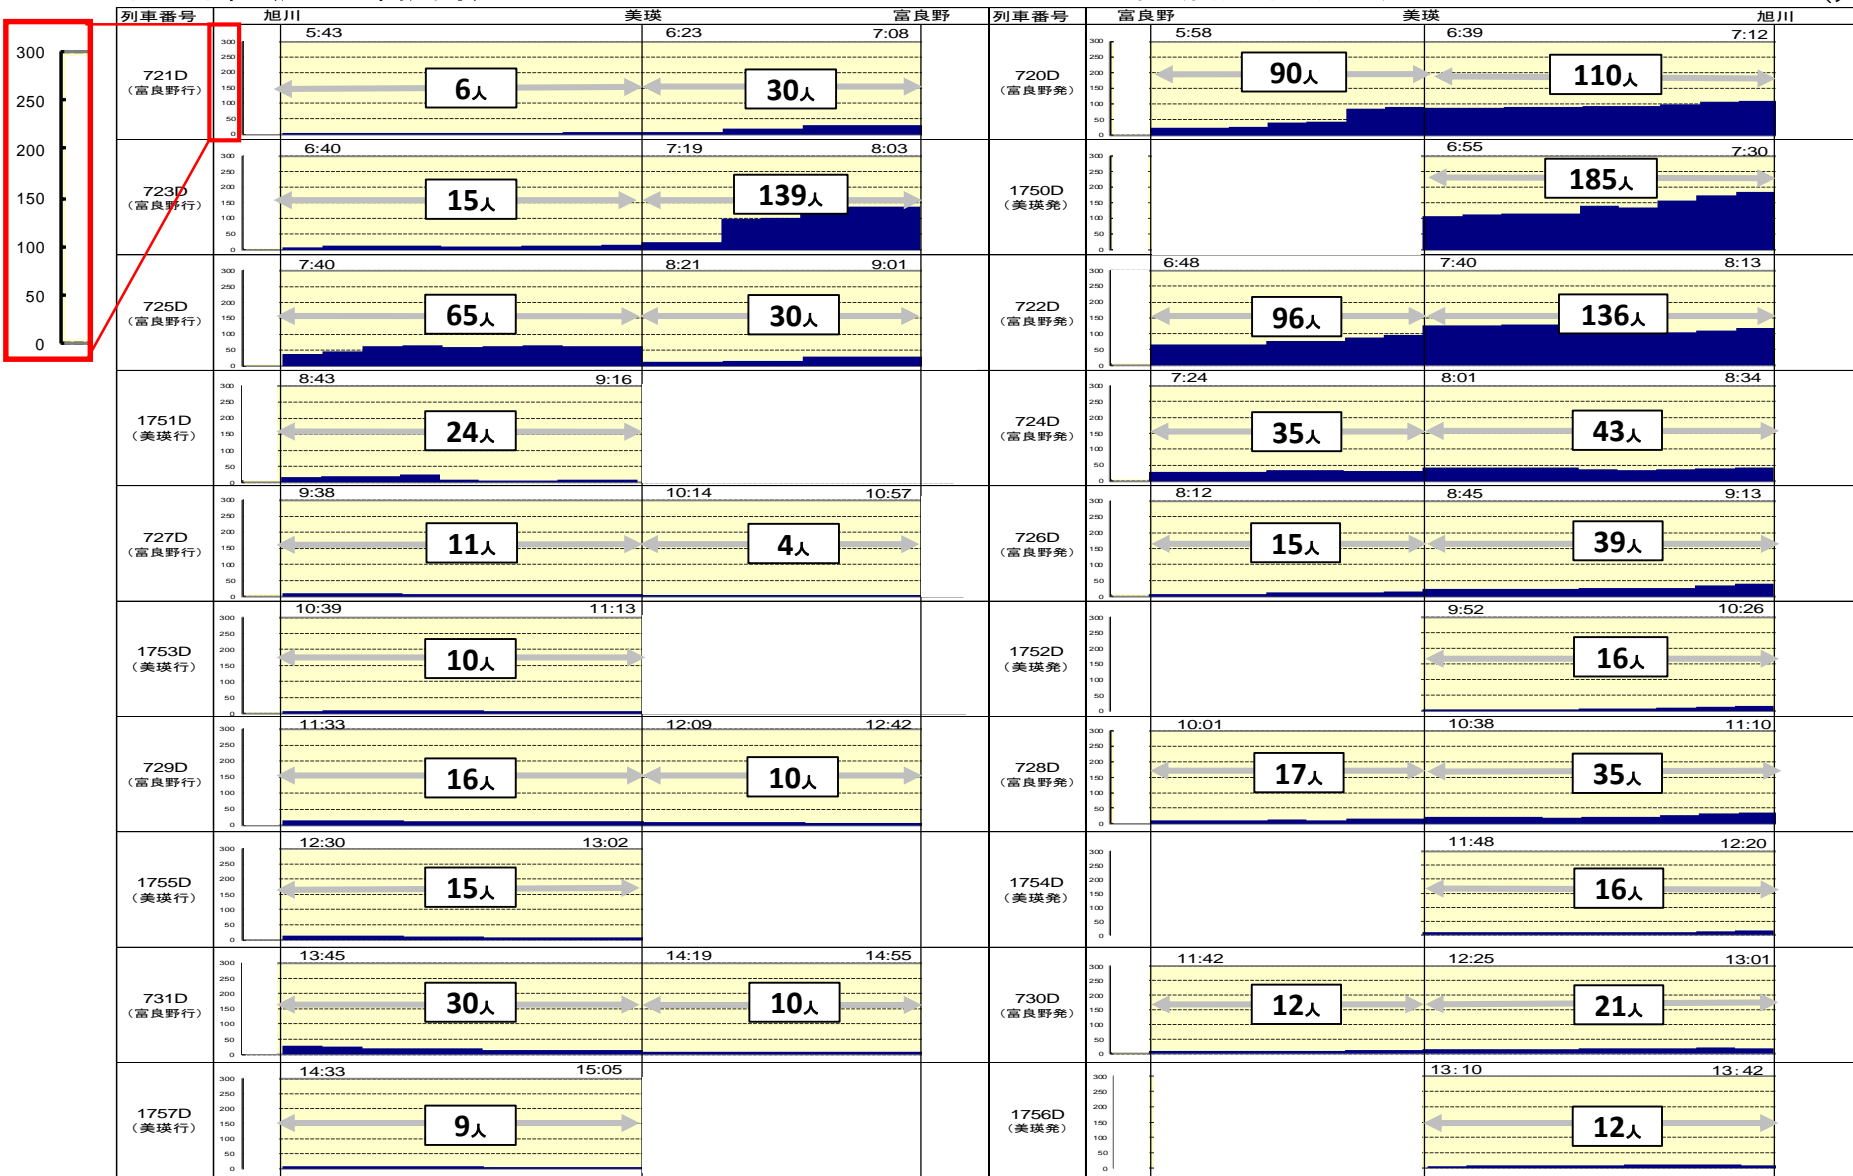 列車番号 旭川 美瑛 富良野 列車番号 富良野 美瑛 旭川
300
250
200
150
100
50
0
721D
（富良野行）
5:43 6:23 7:08
6人 30人
720D
（富良野発）
5:58 6:39 7:12
90人 110人
723D
（富良野行）
6:40 7:19 8:03
15人 139人
1750D
（美瑛発）
6:55 7:30
185人
725D
（富良野行）
7:40 8:21 9:01
65人 30人
722D
（富良野発）
6:48 7:40 8:13
96人 136人
1751D
（美瑛行）
8:43 9:16
24人
724D
（富良野発）
7:24 8:01 8:34
35人 43人
727D
（富良野行）
9:38 10:14 10:57
11人 4人
726D
（富良野発）
8:12 8:45 9:13
15人 39人
1753D
（美瑛行）
10:39 11:13
10人
1752D
（美瑛発）
9:52 10:26
16人
729D
（富良野行）
11:33 12:09 12:42
16人 10人
728D
（富良野発）
10:01 10:38 11:10
17人 35人
1755D
（美瑛行）
12:30 13:02
15人
1754D
（美瑛発）
11:48 12:20
16人
731D
（富良野行）
13:45 14:19 14:55
30人 10人
730D
（富良野発）
11:42 12:25 13:01
12人 21人
1757D
（美瑛行）
14:33 15:05
9人
1756D
（美瑛発）
13:10 13:42
12人